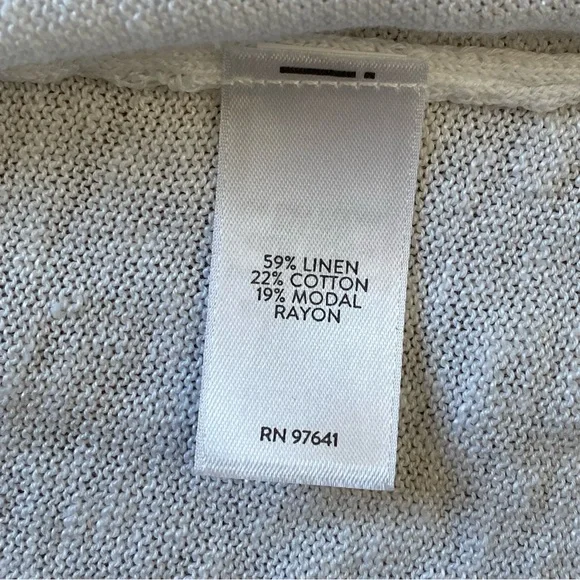 59% LINEN
22% COTTON
19% MODAL
RAYON
RN 97641